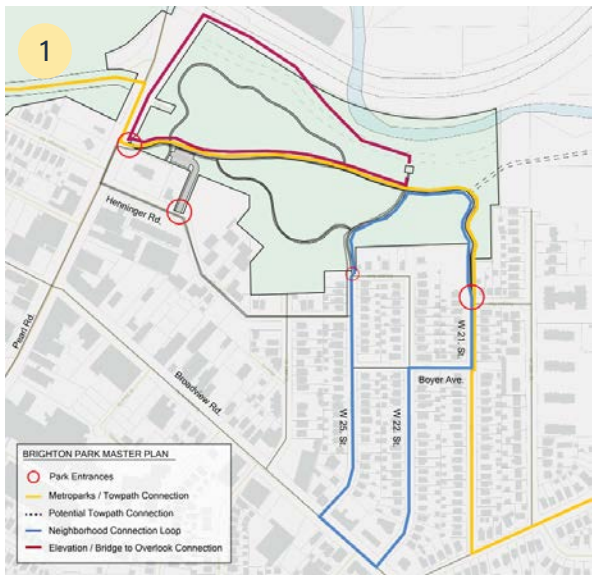 1
Henninger Rd.
Pearl Rd.
Broadview Rd.
W 25. St.
W 22. St.
W 21. St.
Boyer Ave.
BRIGHTON PARK MASTER PLAN
Park Entrances
Metroparks / Towpath Connection
Potential Towpath Connection
Neighborhood Connection Loop
Elevation / Bridge to Overlook Connection